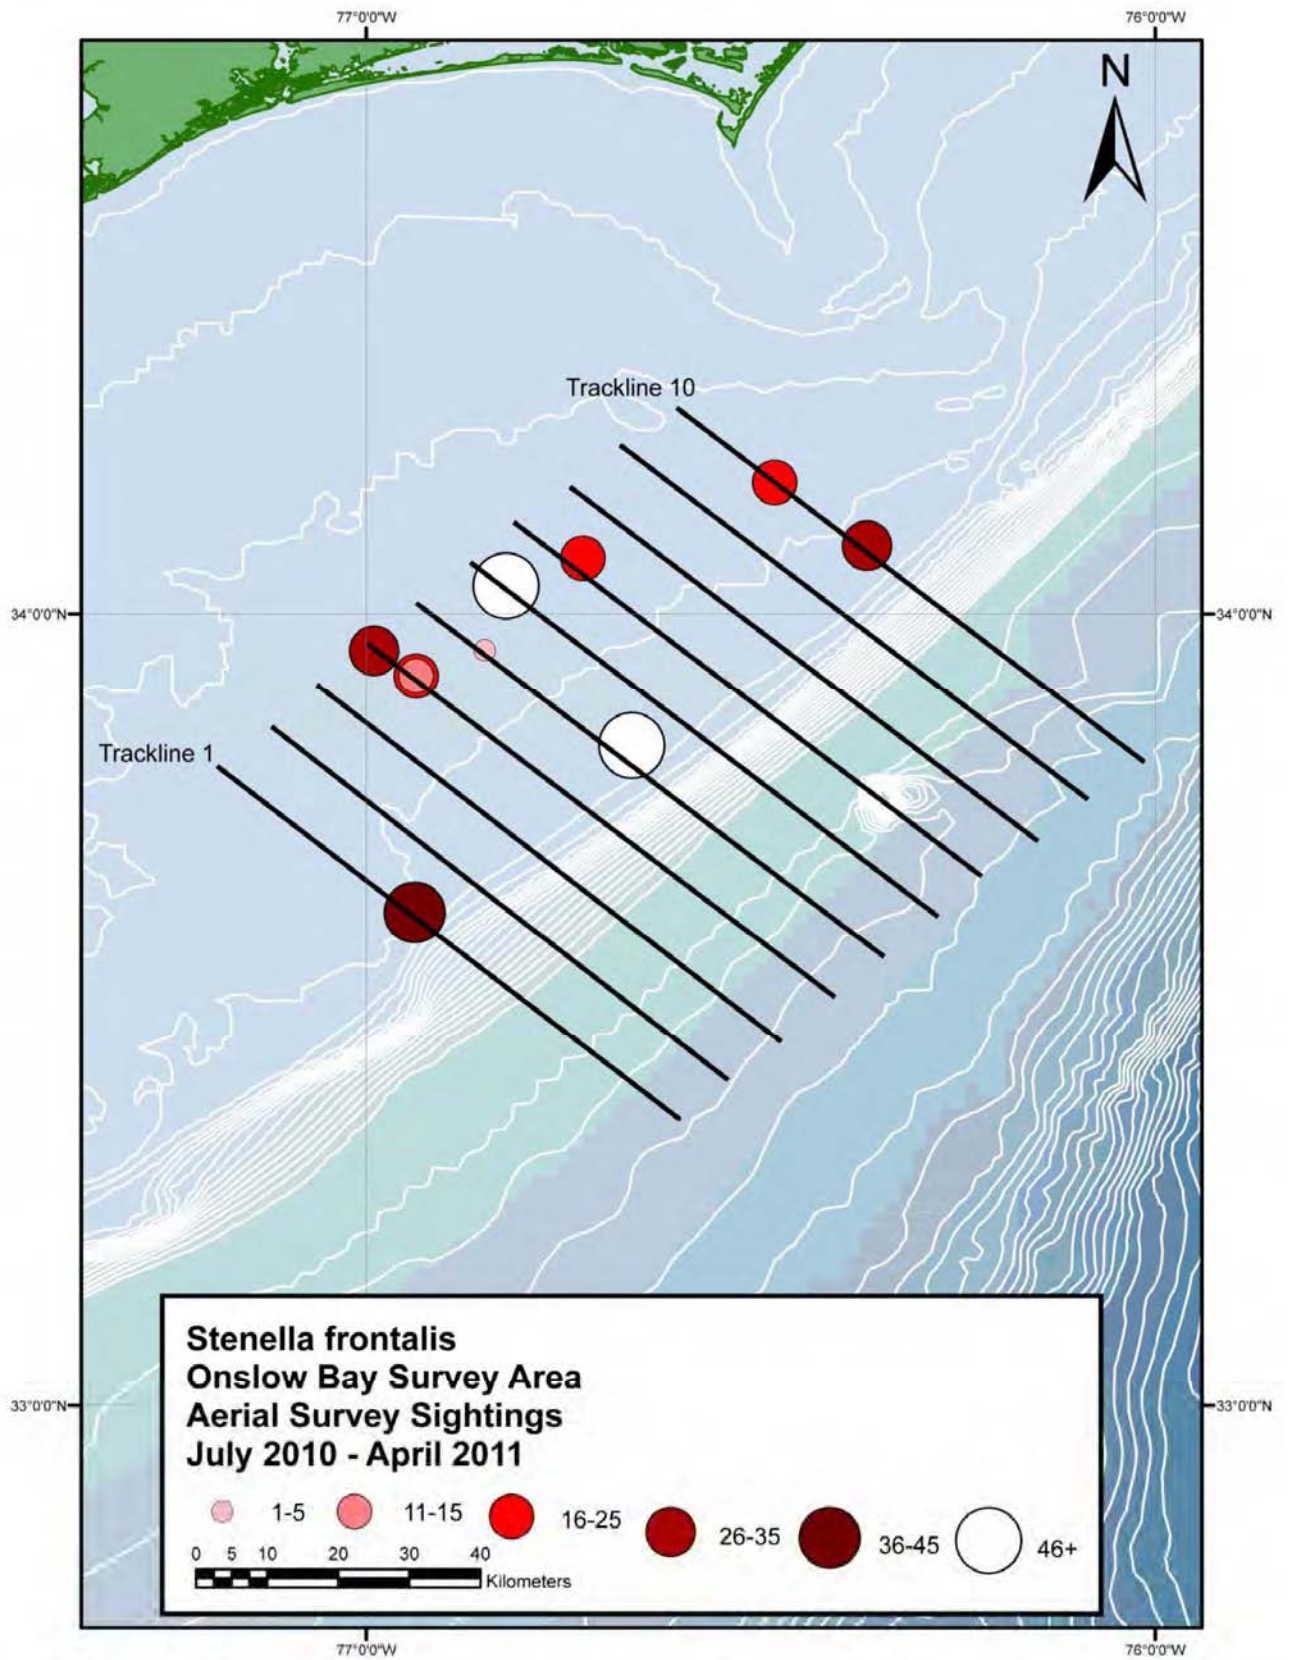 77°0'0"W 76°0'0"W
N
Trackline 10
34°0'0"N 34°0'0"N
Trackline 1
Stenella frontalis
Onslow Bay Survey Area
Aerial Survey Sightings
July 2010 - April 2011
33°0'0"N 33°0'0"N
1-5 11-15 16-25 26-35 36-45 46+
0 5 10 20 30 40
Kilometers
77°0'0"W 76°0'0"W